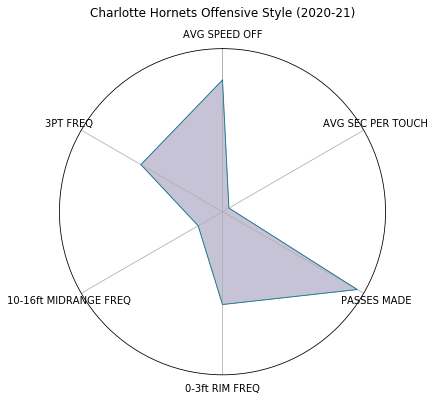 Charlotte Hornets Offensive Style (2020-21)
AVG SPEED OFF
3PT FREQ
AVG SEC PER TOUCH
10-16ft MIDRANGE FREQ
PASSES MADE
0-3ft RIM FREQ